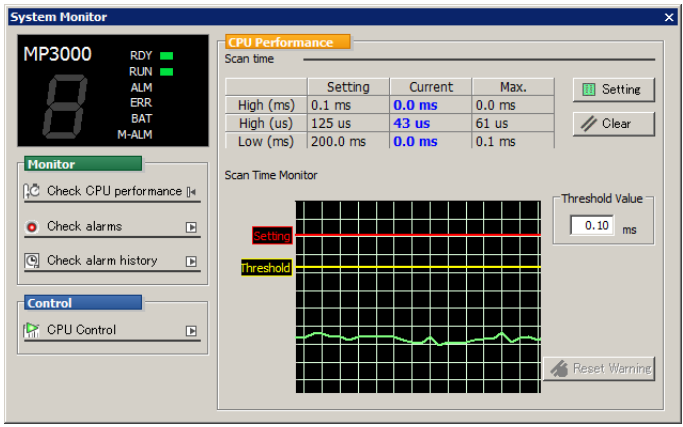 System Monitor
MP3000
RDY
RUN
ALM
ERR
BAT
M-ALM
Monitor
Check CPU performance
Check alarms
Check alarm history
Control
CPU Control
CPU Performance
Scan time
Setting Current Max.
High (ms) 0.1 ms 0.0 ms 0.0 ms
High (us) 125 us 43 us 61 us
Low (ms) 200.0 ms 0.0 ms 0.1 ms
Setting
Clear
Scan Time Monitor
Setting
Threshold
Threshold Value
0.10 ms
Reset Warning